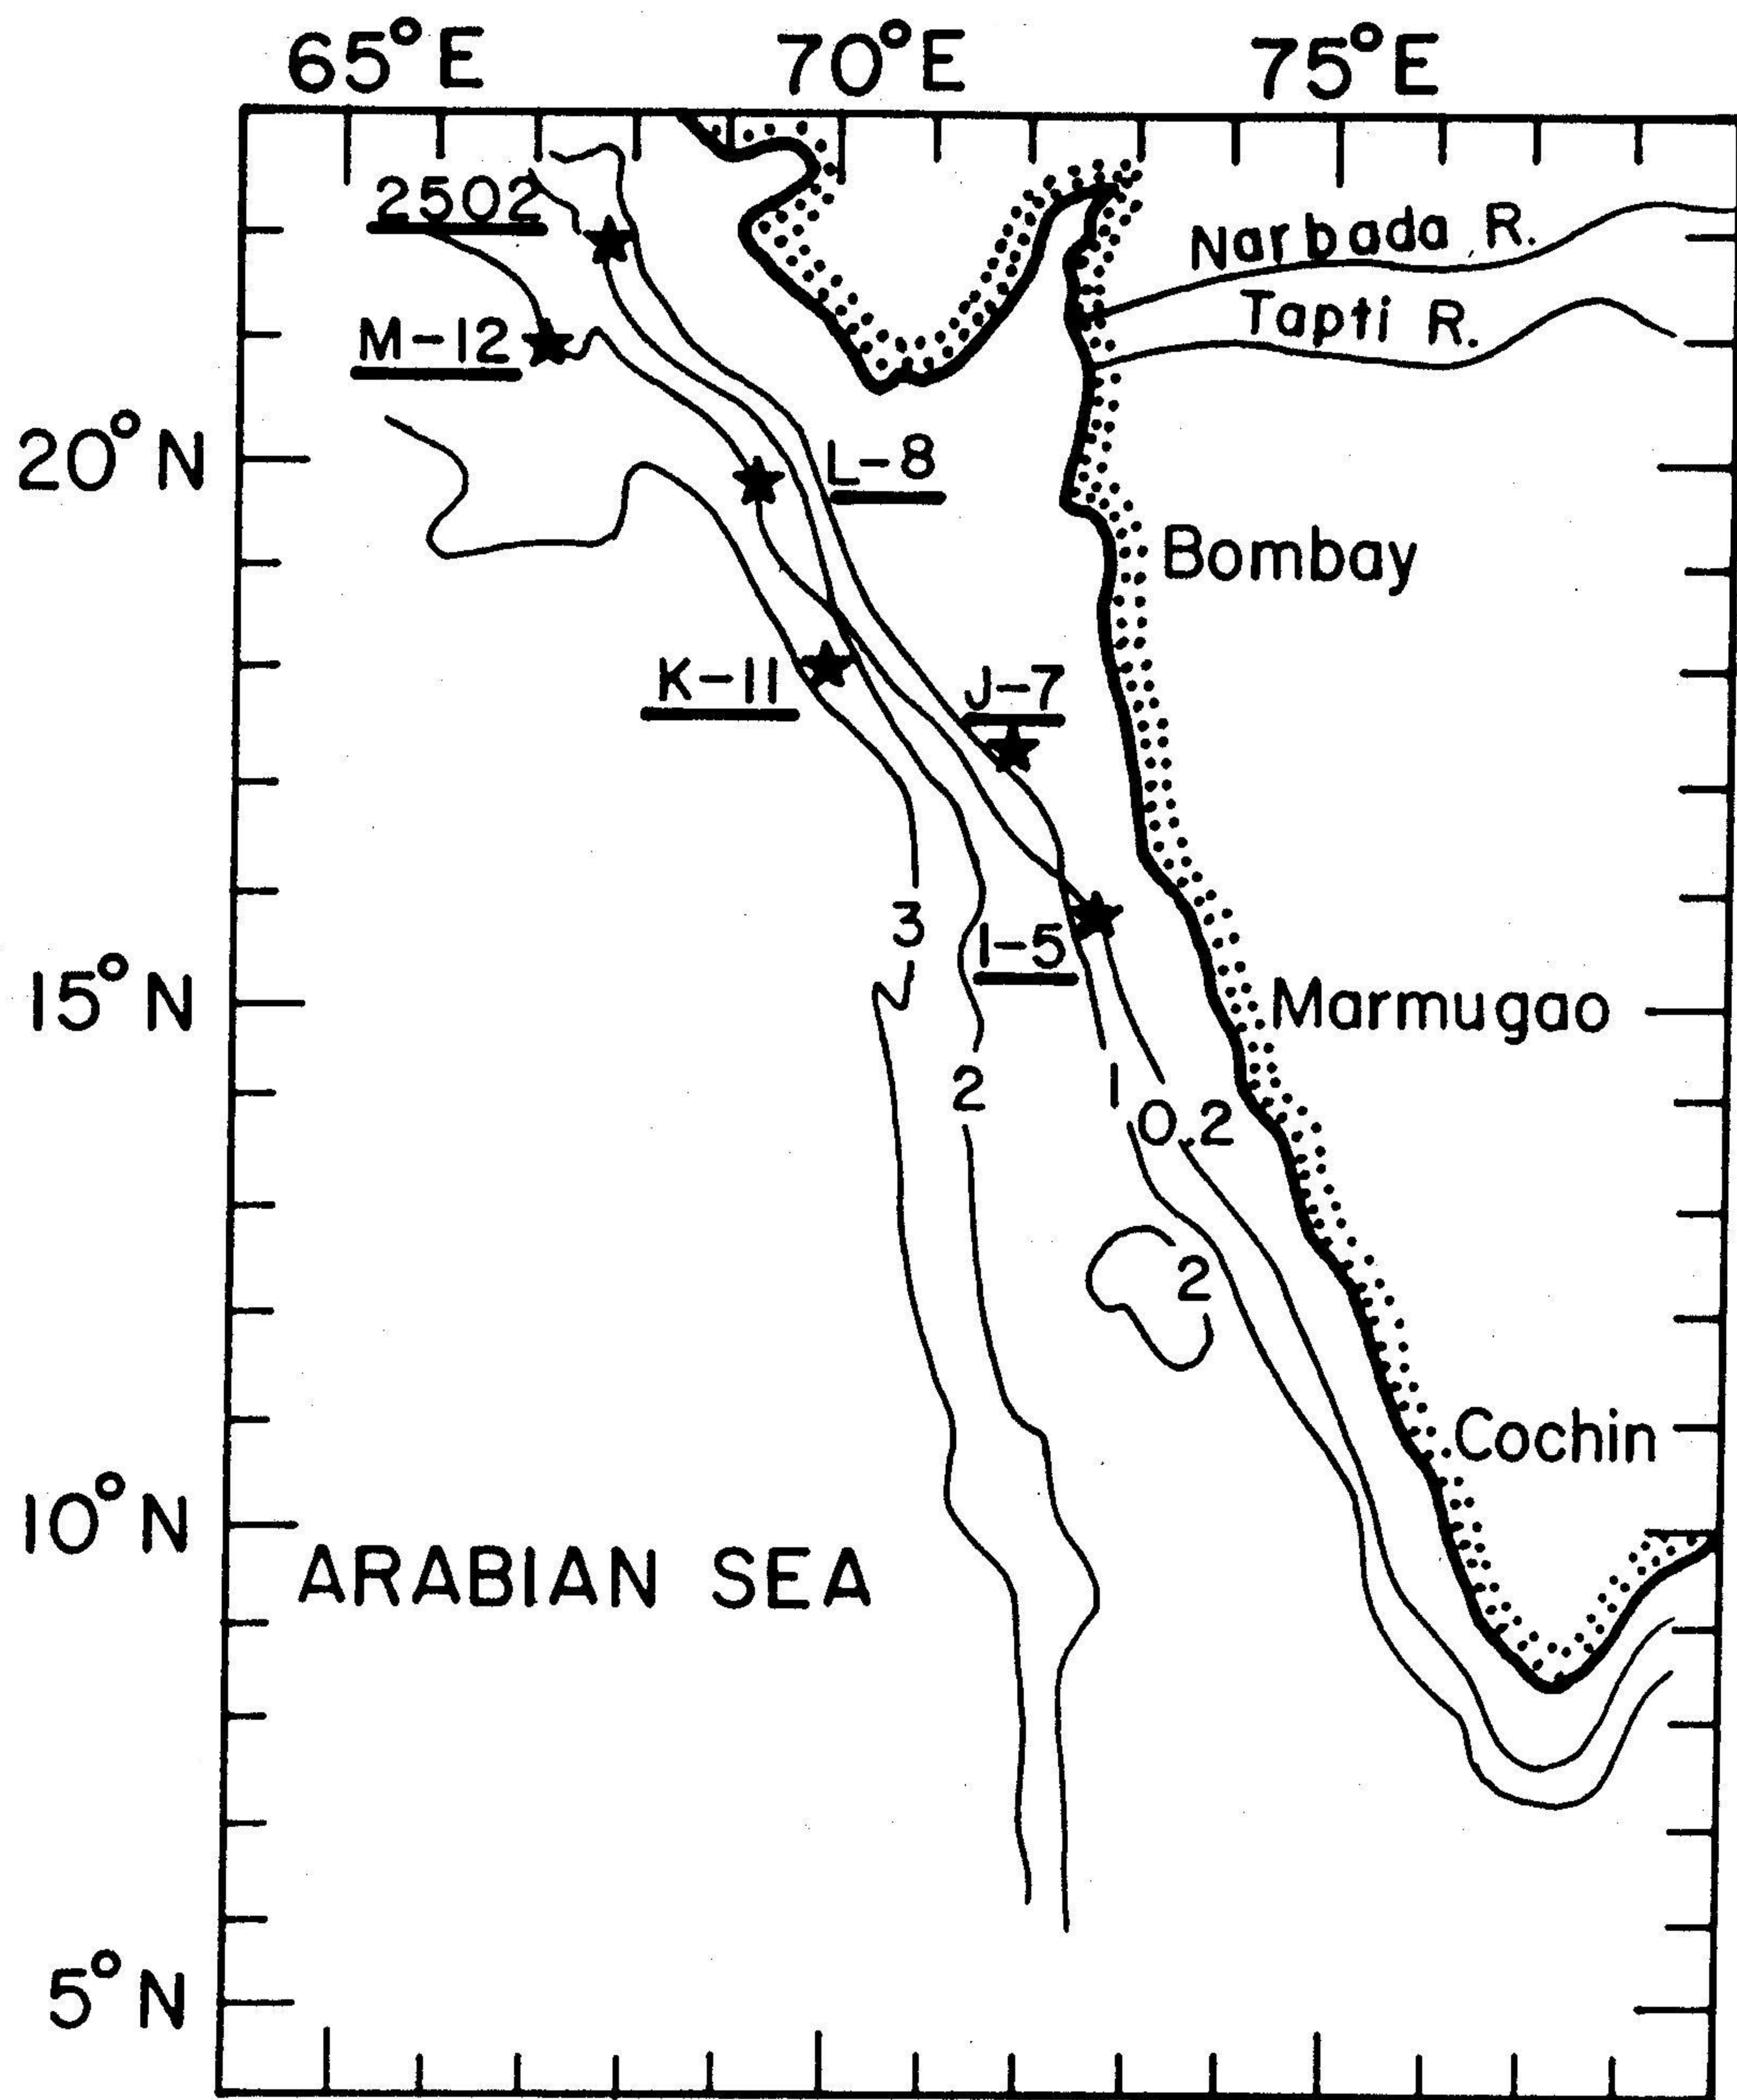 65°E 70°E 75°E
2502
Narbada R.
Tapti R.
M-12
20°N
L-8
Bombay
K-11
J-7
3
I-5
15°N
Marmugao
2
1
0.2
2
Cochin
10°N
ARABIAN SEA
5°N